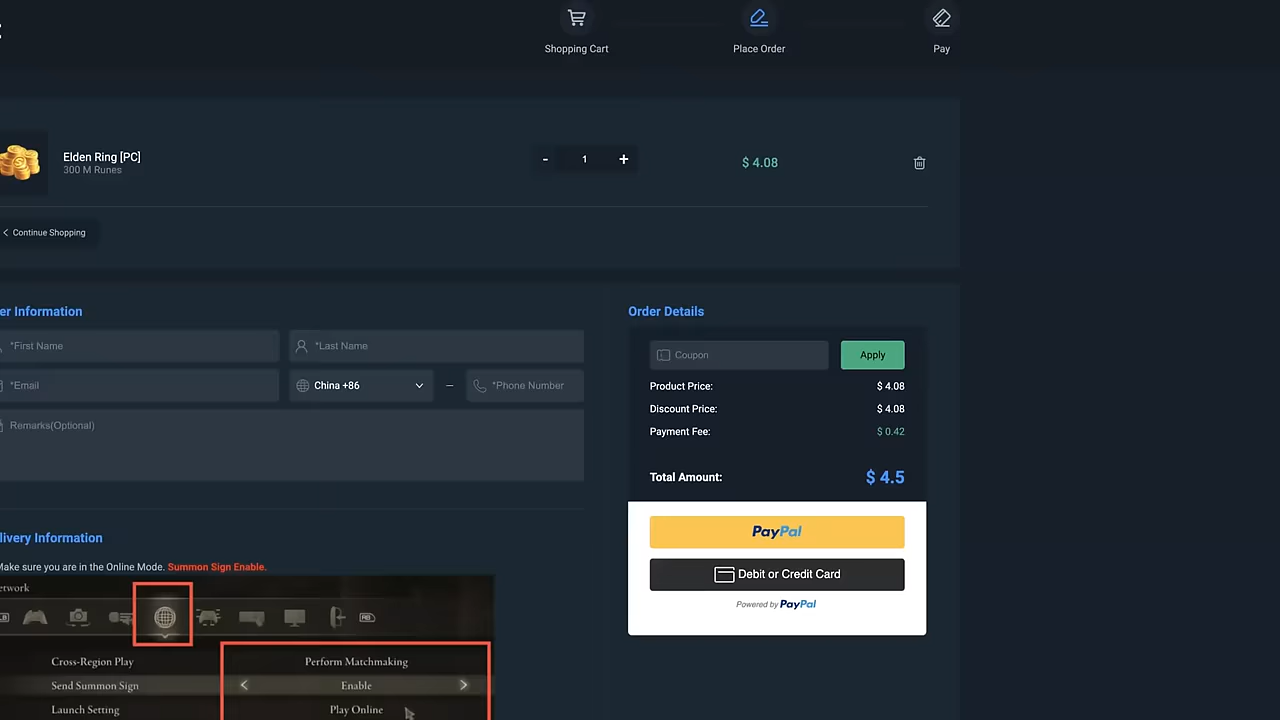 Shopping Cart
Place Order
Pay
Elden Ring [PC]
300 M Runes
- 1 +
$ 4.08
Continue Shopping
er Information
*First Name
*Last Name
*Email
China +86
*Phone Number
Remarks(Optional)
Order Details
Coupon
Apply
Product Price: $ 4.08
Discount Price: $ 4.08
Payment Fee: $ 0.42
Total Amount: $ 4.5
PayPal
Debit or Credit Card
Powered by PayPal
livery Information
Make sure you are in the Online Mode. Summon Sign Enable.
etwork
RB
Cross-Region Play Perform Matchmaking
Send Summon Sign Enable
Launch Setting Play Online